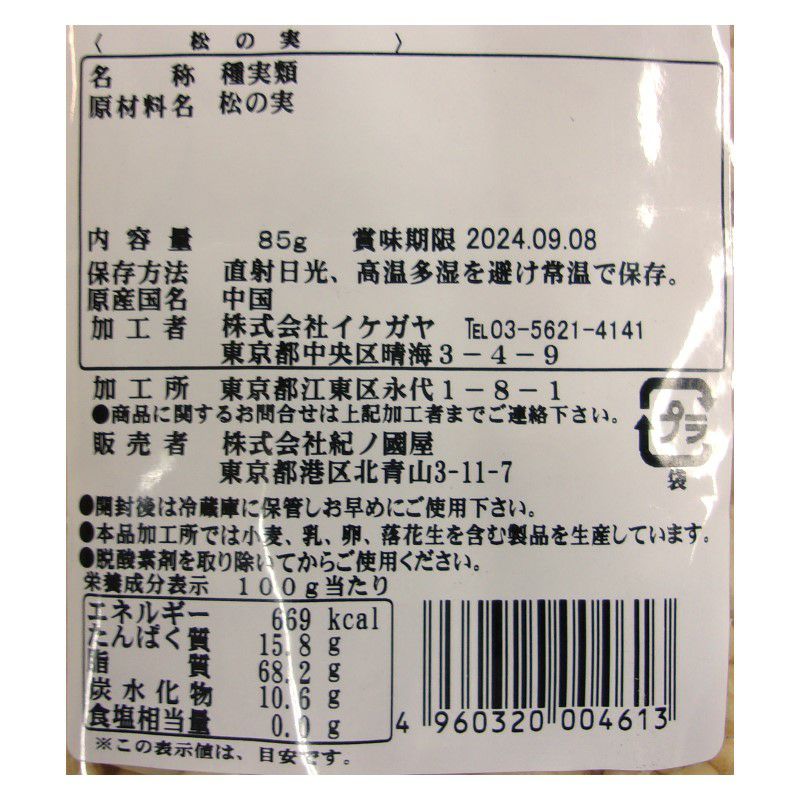 〈 松の実 〉
名称 種実類
原材料名 松の実
内容量 85g 賞味期限 2024.09.08
保存方法 直射日光、高温多湿を避け常温で保存。
原産国名 中国
加工者 株式会社イケガヤ ℡03-5621-4141
東京都中央区晴海3-4-9
加工所 東京都江東区永代1-8-1
●商品に関するお問合せは上記加工者までご連絡下さい。
プラ
販売者 株式会社紀ノ國屋
東京都港区北青山3-11-7
袋
●開封後は冷蔵庫に保管しお早めにご使用下さい。
●本品加工所では小麦、乳、卵、落花生を含む製品を生産しています。
●脱酸素剤を取り除いてからご使用ください。
栄養成分表示 100g当たり
エネルギー 669 kcal
たんぱく質 15.8 g
脂質 68.2 g
炭水化物 10.6 g
食塩相当量 0.0 g
4 960320 004613
※この表示値は、目安です。